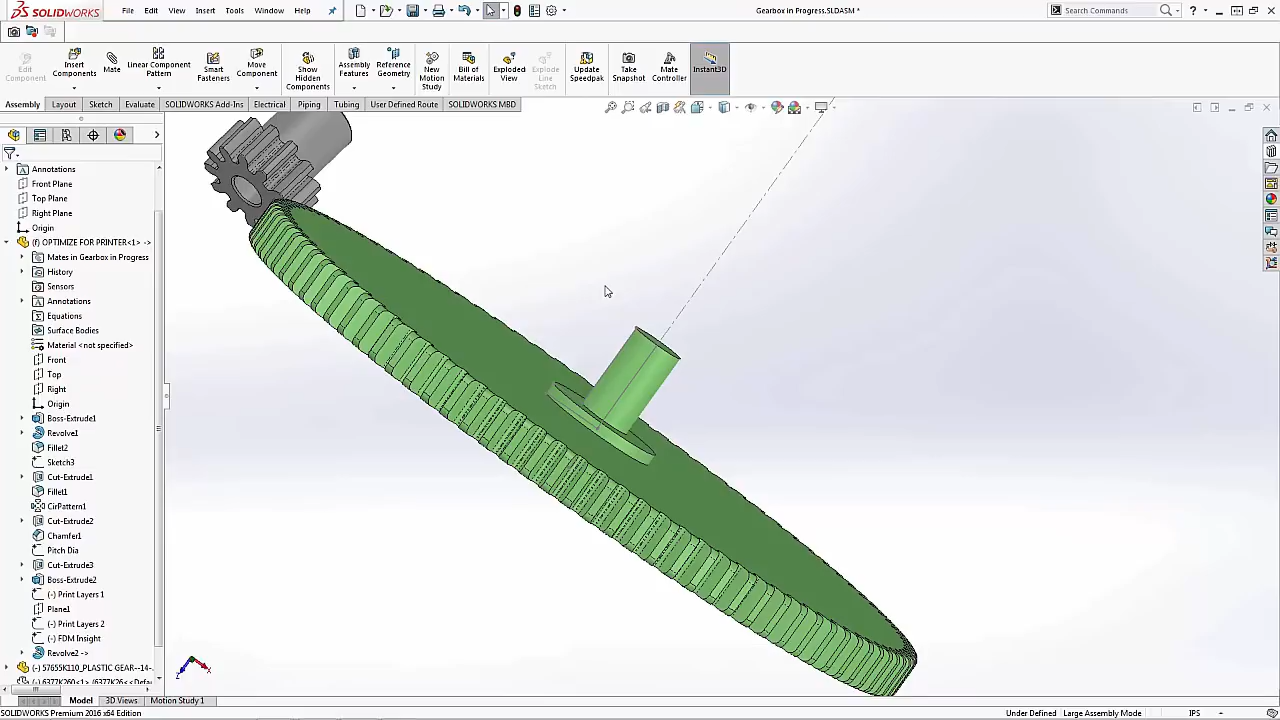 SOLIDWORKS
File Edit View Insert Tools Window Help
Gearbox in Progress.SLDASM *
Search Commands
Edit Component
Insert Components
Mate
Linear Component Pattern
Smart Fasteners
Move Component
Show Hidden Components
Assembly Features
Reference Geometry
New Motion Study
Bill of Materials
Exploded View
Explode Line Sketch
Update Speedpak
Take Snapshot
Mate Controller
Instant3D
Assembly Layout Sketch Evaluate SOLIDWORKS Add-Ins Electrical Piping Tubing User Defined Route SOLIDWORKS MBD
Annotations
Front Plane
Top Plane
Right Plane
Origin
(f) OPTIMIZE FOR PRINTER<1> ->
Mates in Gearbox in Progress
History
Sensors
Annotations
Equations
Surface Bodies
Material <not specified>
Front
Top
Right
Origin
Boss-Extrude1
Revolve1
Fillet2
Sketch3
Cut-Extrude1
Fillet1
CirPattern1
Cut-Extrude2
Chamfer1
Pitch Dia
Cut-Extrude3
Boss-Extrude2
(-) Print Layers 1
Plane1
(-) Print Layers 2
(-) FDM Insight
Revolve2 ->
(-) 57655K110_PLASTIC GEAR--14-
(-) 6377K260<1> (6377K26<<Defa
Model 3D Views Motion Study 1
SOLIDWORKS Premium 2016 x64 Edition
Under Defined Large Assembly Mode IPS